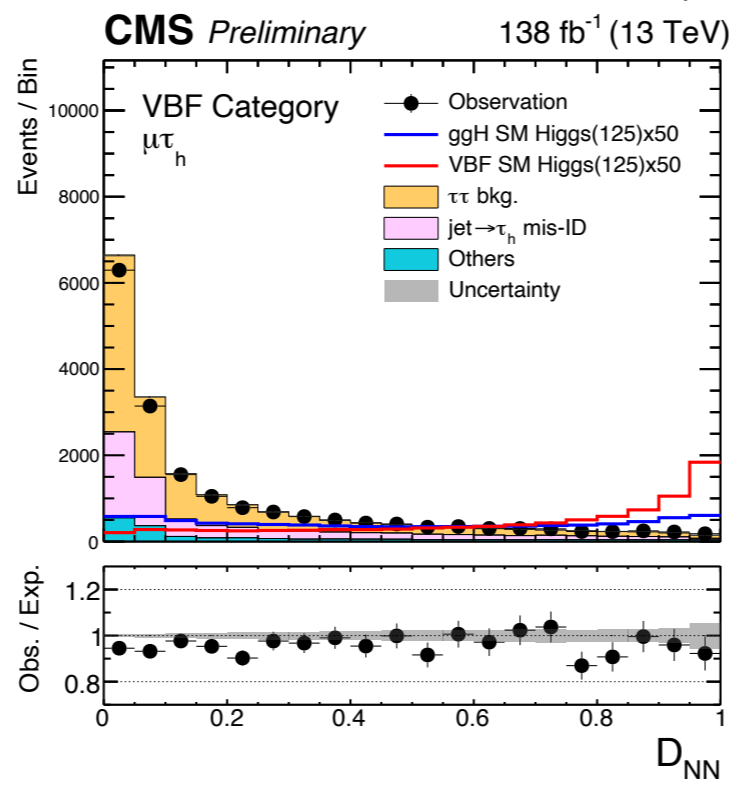 CMS Preliminary 138 fb⁻¹ (13 TeV)
Events / Bin
10000
8000
6000
4000
2000
0
VBF Category
μτh
Observation
ggH SM Higgs(125)x50
VBF SM Higgs(125)x50
ττ bkg.
jet→τh mis-ID
Others
Uncertainty
Obs. / Exp.
1.2
1
0.8
0 0.2 0.4 0.6 0.8 1
DNN